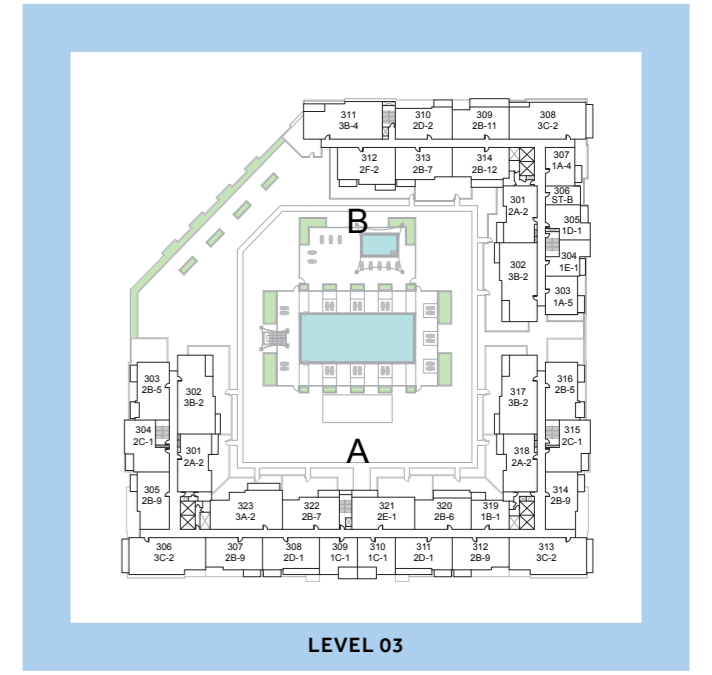 311
3B-4
310
2D-2
309
2B-11
308
3C-2
312
2F-2
313
2B-7
314
2B-12
307
1A-4
306
ST-B
301
2A-2
305
1D-1
302
3B-2
304
1E-1
303
1A-5
B
303
2B-5
302
3B-2
304
2C-1
301
2A-2
305
2B-9
317
3B-2
316
2B-5
318
2A-2
315
2C-1
314
2B-9
A
323
3A-2
322
2B-7
321
2E-1
320
2B-6
319
1B-1
306
3C-2
307
2B-9
308
2D-1
309
1C-1
310
1C-1
311
2D-1
312
2B-9
313
3C-2
LEVEL 03